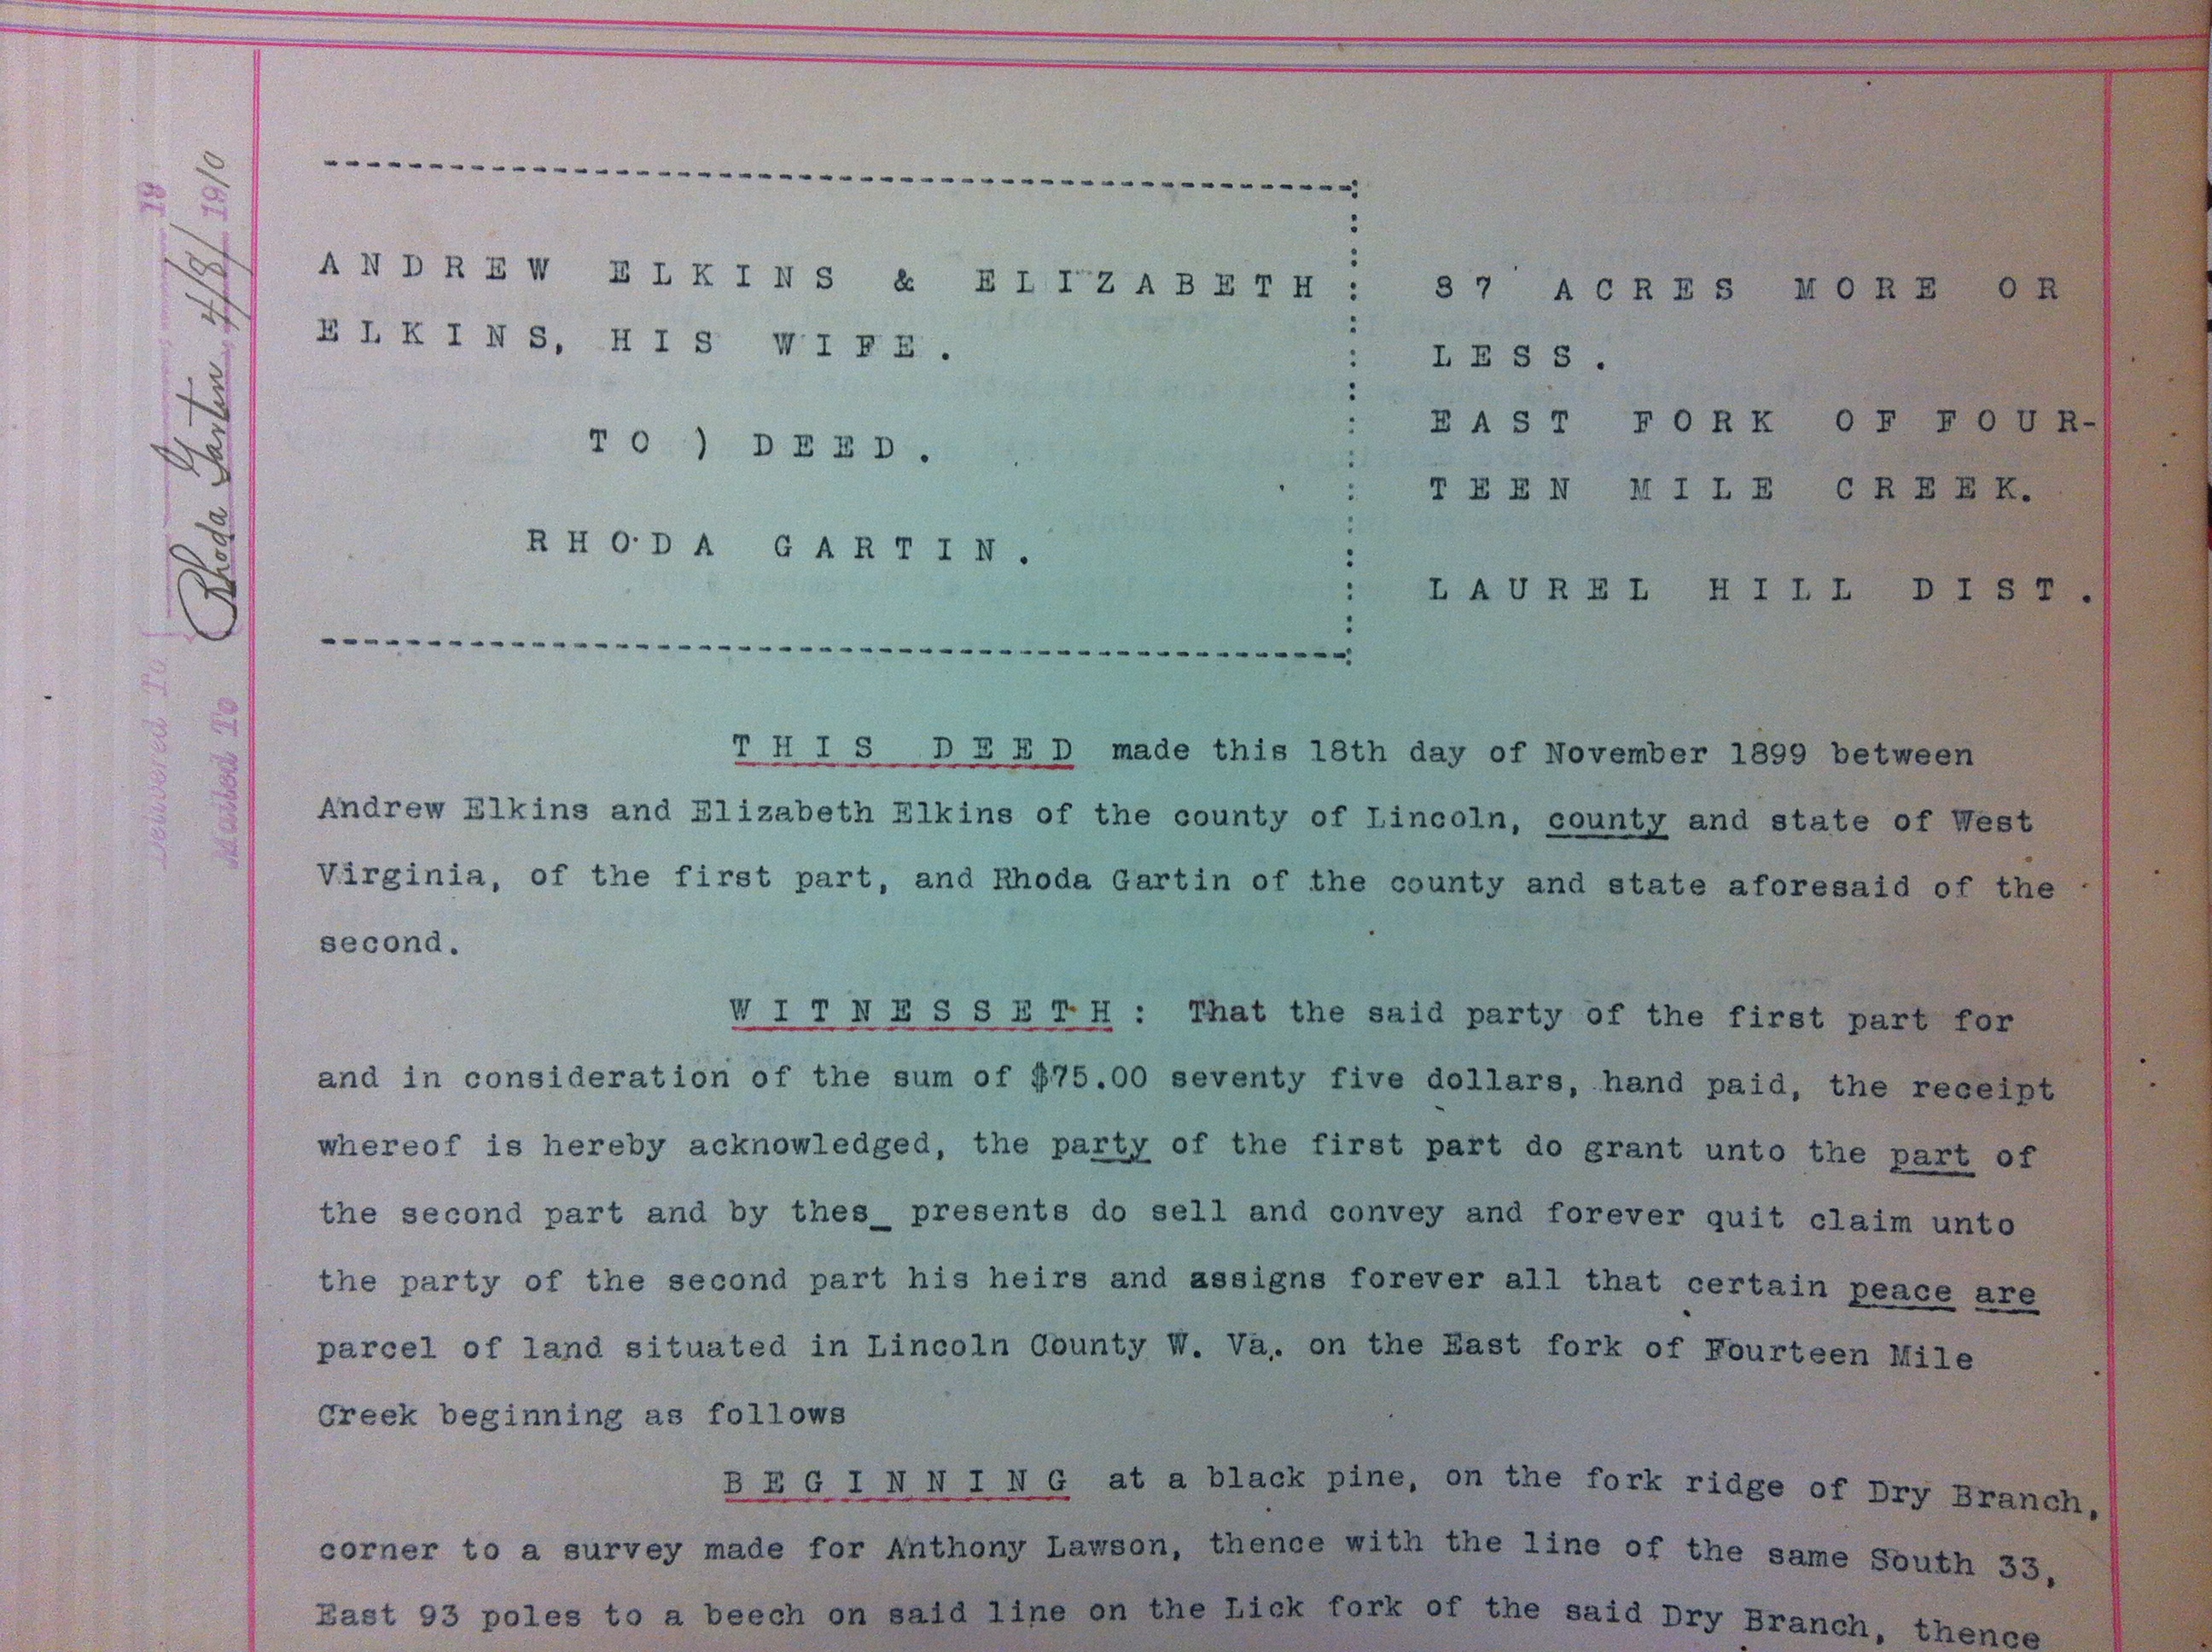 ANDREW ELKINS & ELIZABETH
ELKINS, HIS WIFE.
TO ) DEED.
RHODA GARTIN.
87 ACRES MORE OR
LESS.
EAST FORK OF FOUR-
TEEN MILE CREEK.
LAUREL HILL DIST.
Delivered To 19
Mailed To Rhoda Gartin 4/8/ 1910
THIS DEED made this 18th day of November 1899 between
Andrew Elkins and Elizabeth Elkins of the county of Lincoln, county and state of West
Virginia, of the first part, and Rhoda Gartin of the county and state aforesaid of the
second.
WITNESSETH: That the said party of the first part for
and in consideration of the sum of $75.00 seventy five dollars, hand paid, the receipt
whereof is hereby acknowledged, the party of the first part do grant unto the part of
the second part and by thes_ presents do sell and convey and forever quit claim unto
the party of the second part his heirs and assigns forever all that certain peace are
parcel of land situated in Lincoln County W. Va. on the East fork of Fourteen Mile
Creek beginning as follows
BEGINNING at a black pine, on the fork ridge of Dry Branch,
corner to a survey made for Anthony Lawson, thence with the line of the same South 33,
East 93 poles to a beech on said line on the Lick fork of the said Dry Branch, thence